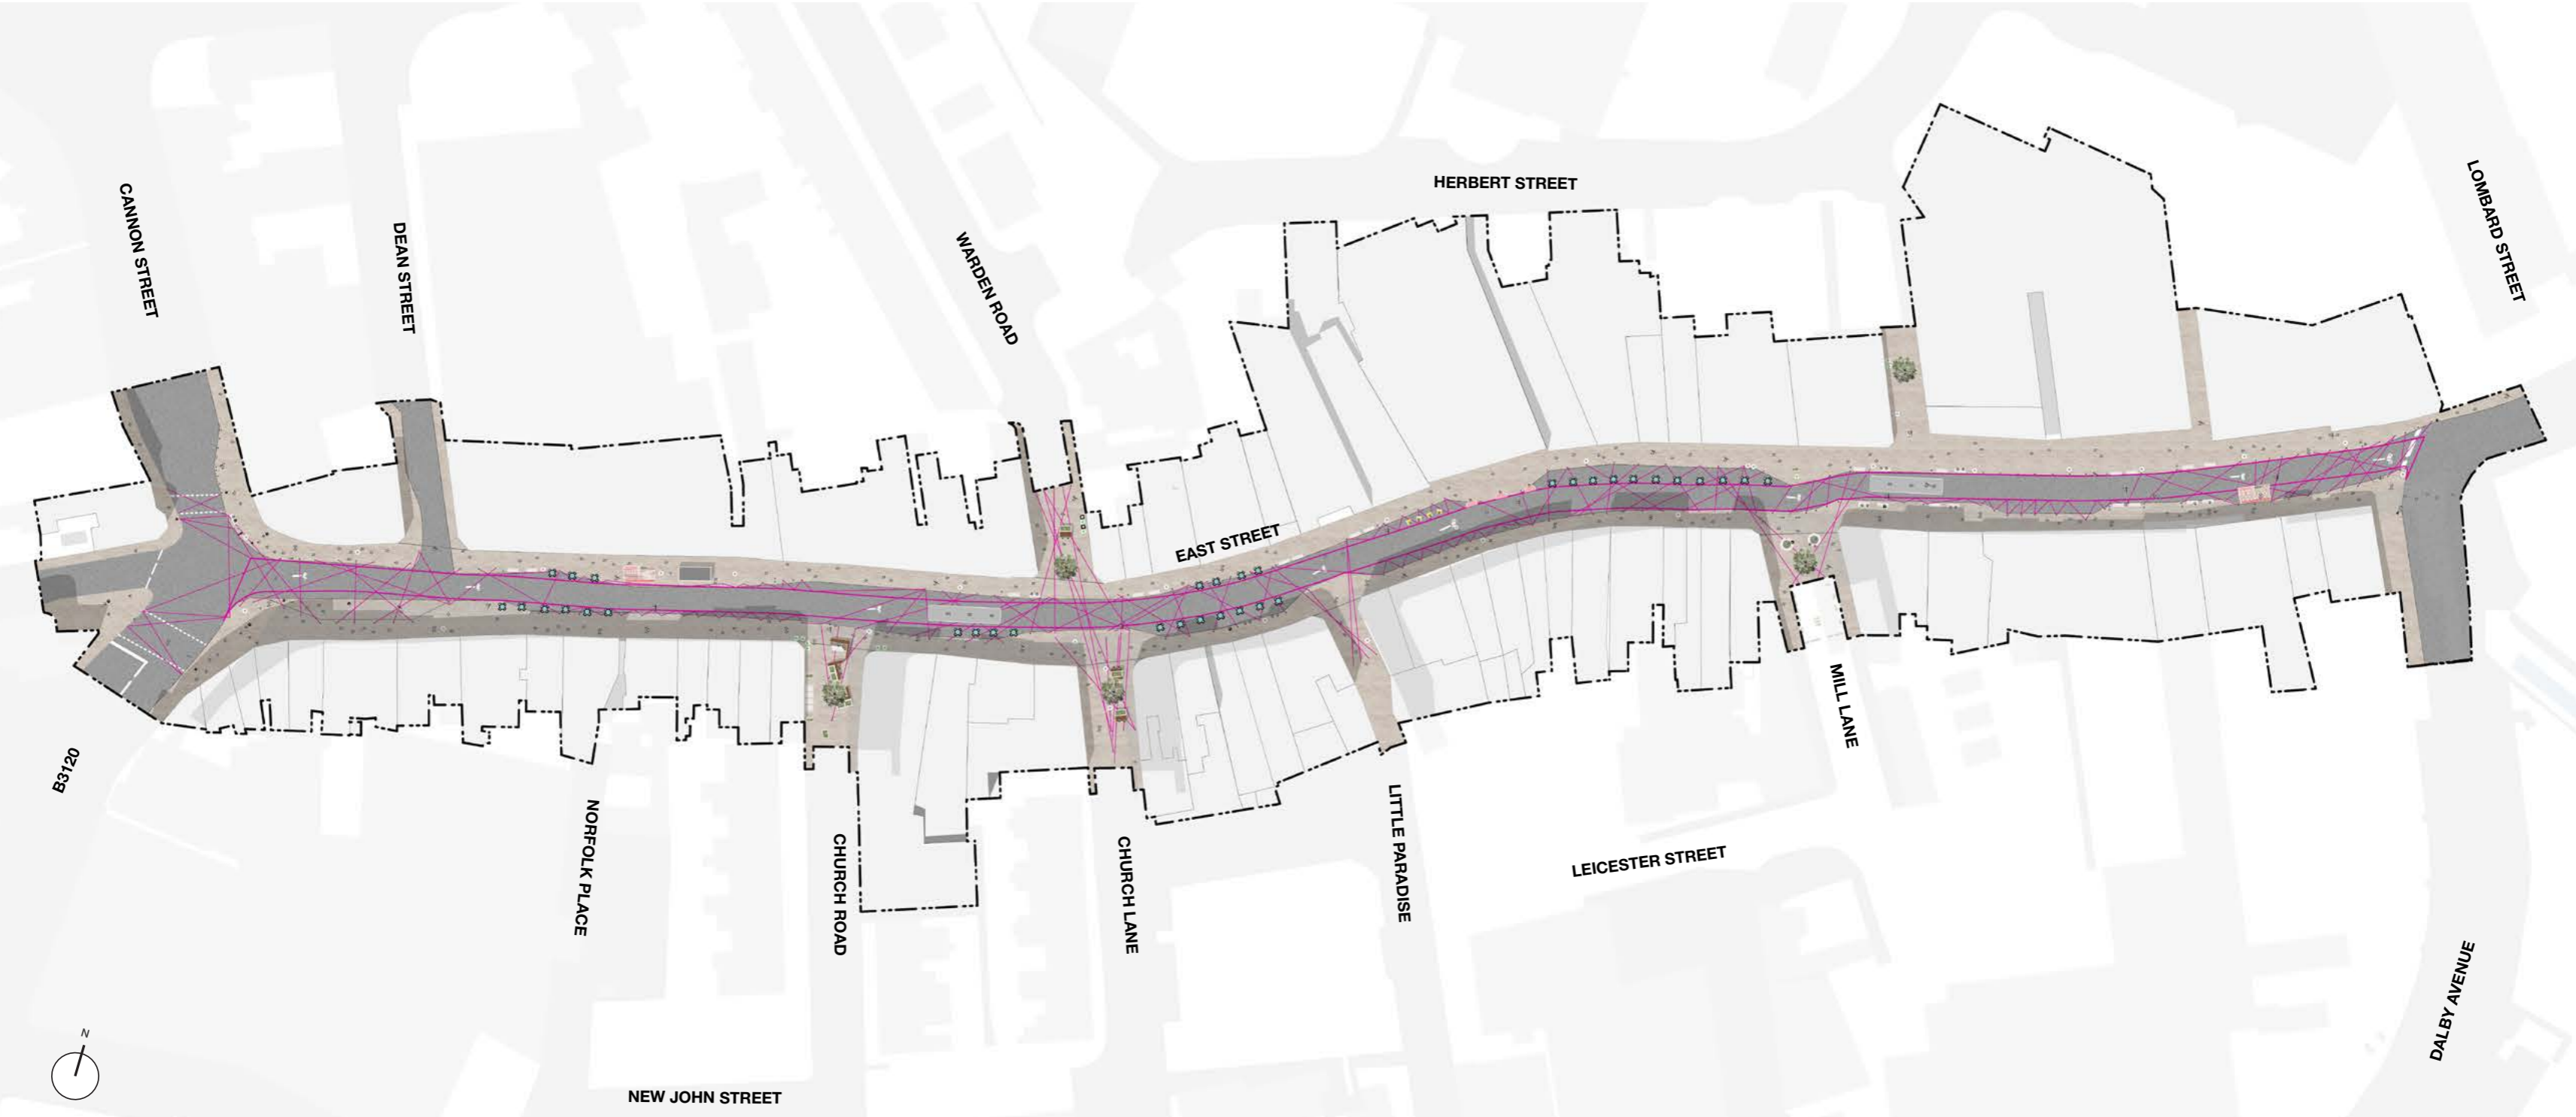 HERBERT STREET
CANNON STREET
DEAN STREET
WARDEN ROAD
LOMBARD STREET
EAST STREET
MILL LANE
B3120
NORFOLK PLACE
CHURCH ROAD
CHURCH LANE
LITTLE PARADISE
LEICESTER STREET
DALBY AVENUE
N
NEW JOHN STREET